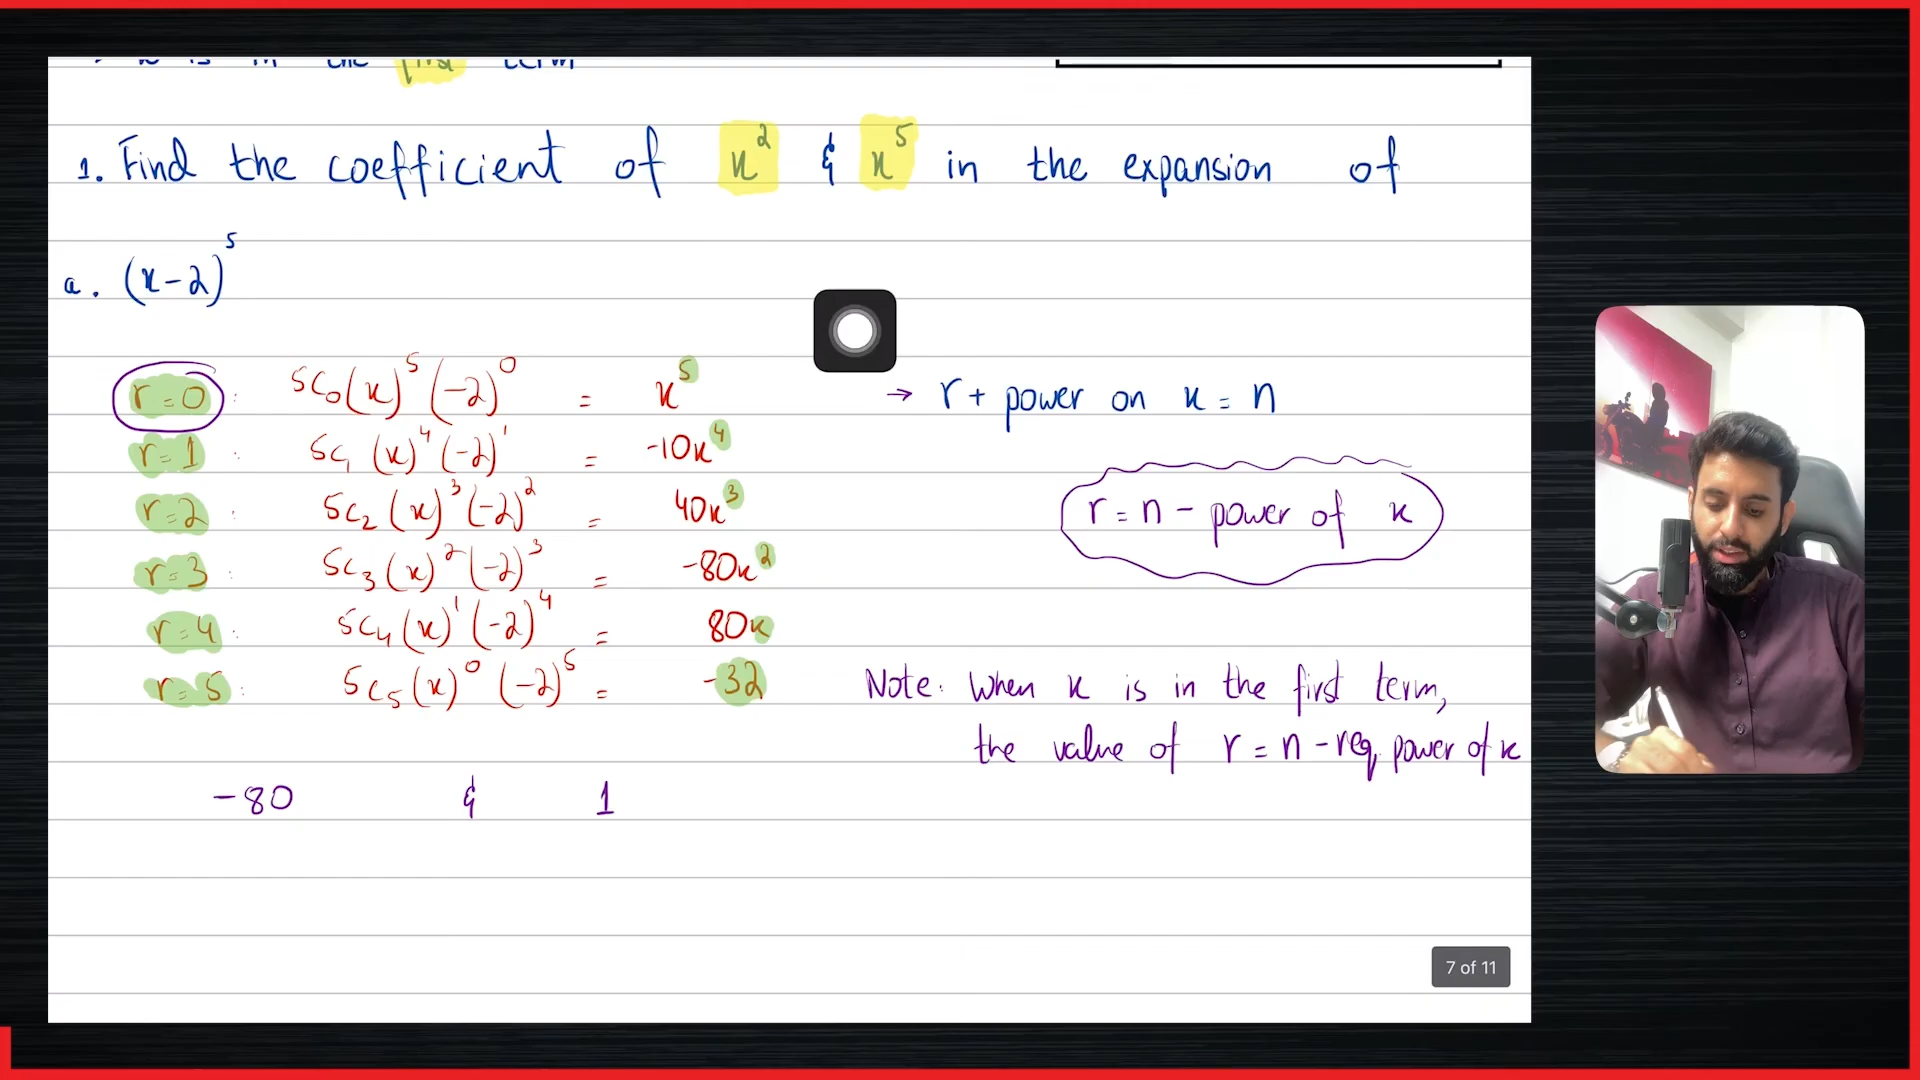 first term
1. Find the coefficient of x² & x⁵ in the expansion of
a. (x-2)⁵
r=0 : 5C₀(x)⁵(-2)⁰ = x⁵
r=1 : 5C₁(x)⁴(-2)¹ = -10x⁴
r=2 : 5C₂(x)³(-2)² = 40x³
r=3 : 5C₃(x)²(-2)³ = -80x²
r=4 : 5C₄(x)¹(-2)⁴ = 80x
r=5 : 5C₅(x)⁰(-2)⁵ = -32
-80 & 1
→ r + power on x = n
r = n - power of x
Note: When x is in the first term,
the value of r = n - req. power of x
7 of 11